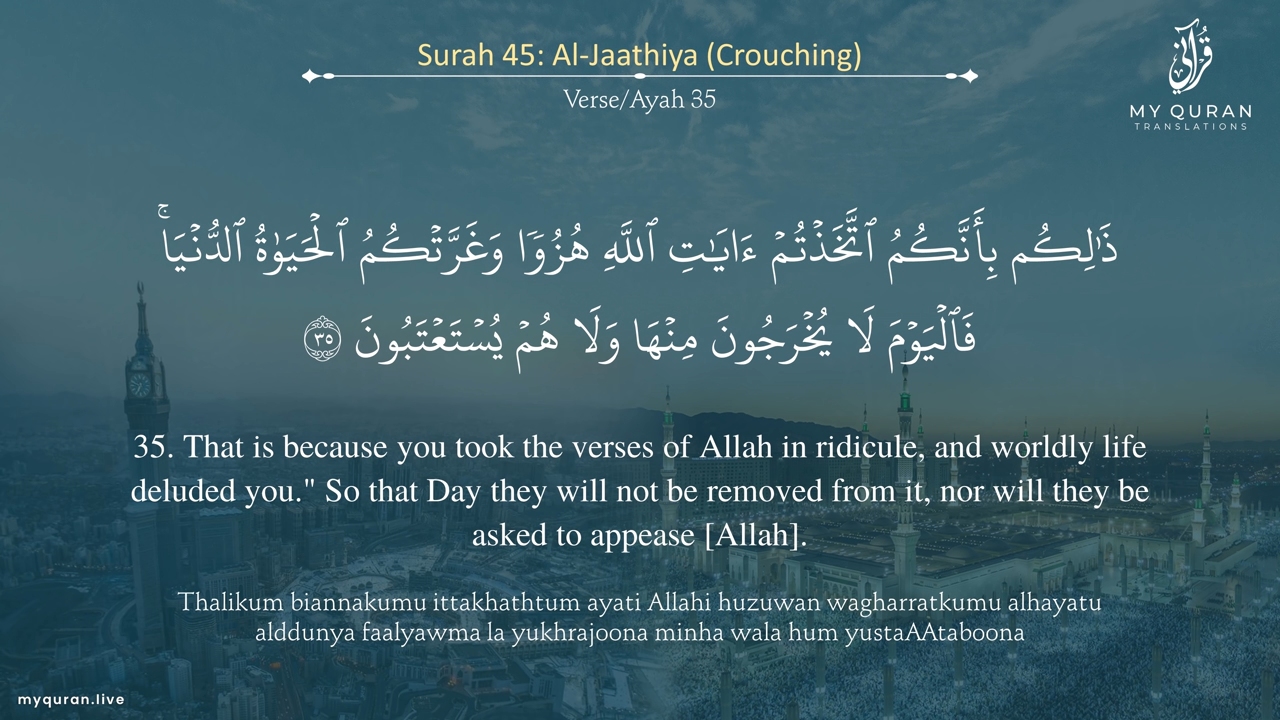 Surah 45: Al-Jaathiya (Crouching)
Verse/Ayah 35
قرآني
MY QURAN
TRANSLATIONS
ذَٰلِكُم بِأَنَّكُمُ ٱتَّخَذْتُمْ ءَايَـٰتِ ٱللَّهِ هُزُوًۭا وَغَرَّتْكُمُ ٱلْحَيَوٰةُ ٱلدُّنْيَا ۚ
فَٱلْيَوْمَ لَا يُخْرَجُونَ مِنْهَا وَلَا هُمْ يُسْتَعْتَبُونَ ٣٥
35. That is because you took the verses of Allah in ridicule, and worldly life
deluded you." So that Day they will not be removed from it, nor will they be
asked to appease [Allah].
Thalikum biannakumu ittakhathtum ayati Allahi huzuwan wagharratkumu alhayatu
alddunya faalyawma la yukhrajoona minha wala hum yustaAAtaboona
myquran.live